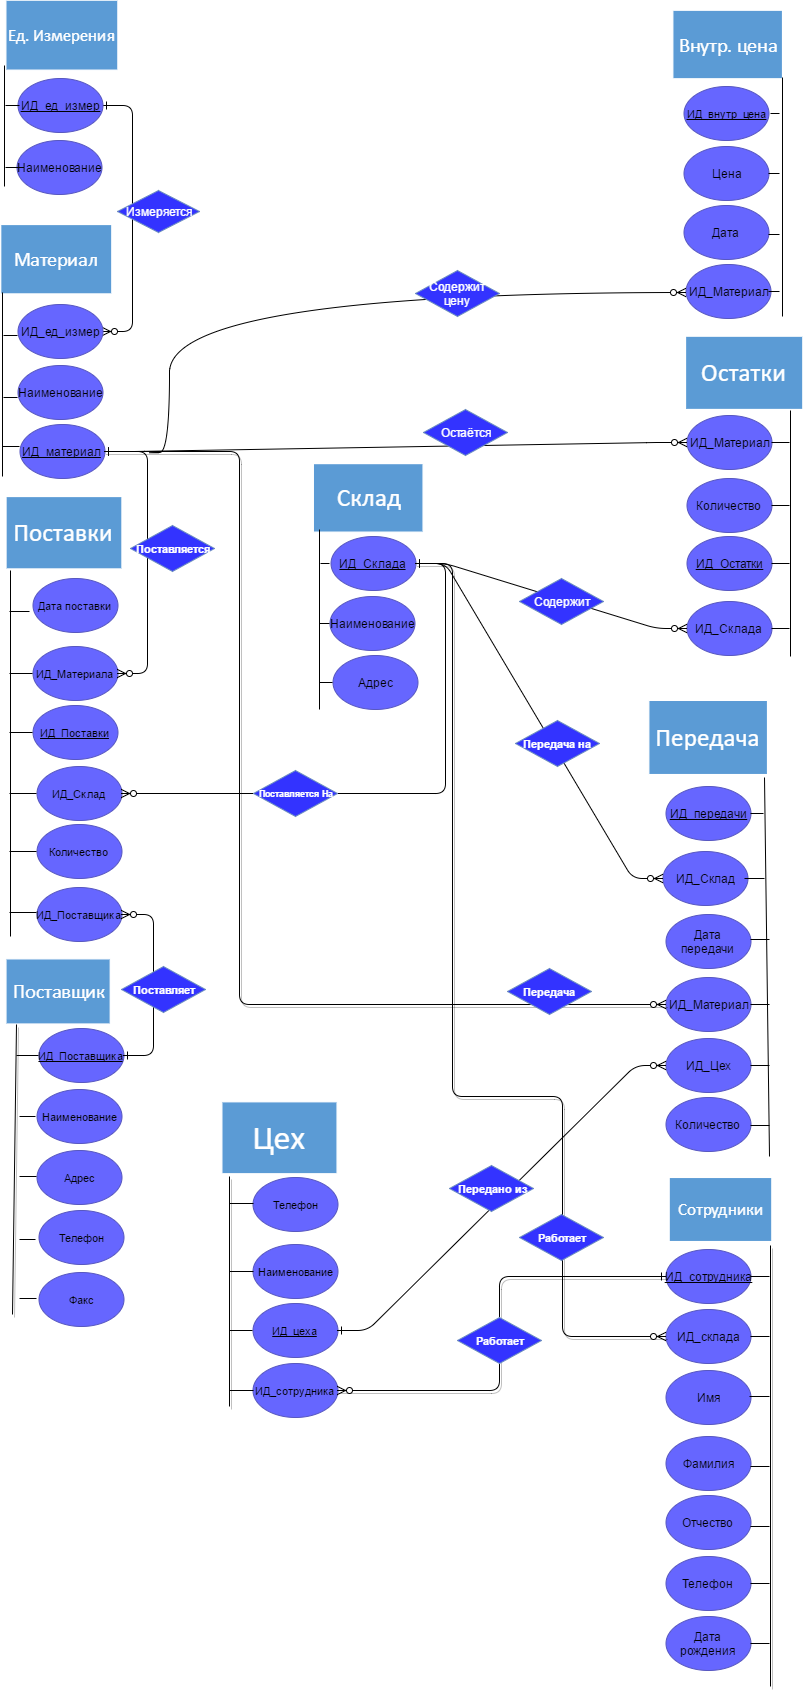 Ед. Измерения
ИД_ед_измер
Наименование
Измеряется
Материал
ИД_ед_измер
Наименование
ИД_материал
Внутр. цена
ИД_внутр_цена
Цена
Дата
ИД_Материал
Содержит
цену
Остатки
ИД_Материал
Количество
ИД_Остатки
ИД_Склада
Остаётся
Содержит
Склад
ИД_Склада
Наименование
Адрес
Поставки
Дата поставки
ИД_Материала
ИД_Поставки
ИД_Склад
Количество
ИД_Поставщика
Поставляется
Поставляется На
Передача на
Передача
ИД_передачи
ИД_Склад
Дата
передачи
ИД_Материал
ИД_Цех
Количество
Поставщик
ИД_Поставщика
Наименование
Адрес
Телефон
Факс
Поставляет
Передача
Цех
Телефон
Наименование
ИД_цеха
ИД_сотрудника
Передано из
Работает
Работает
Сотрудники
ИД_сотрудника
ИД_склада
Имя
Фамилия
Отчество
Телефон
Дата
рождения